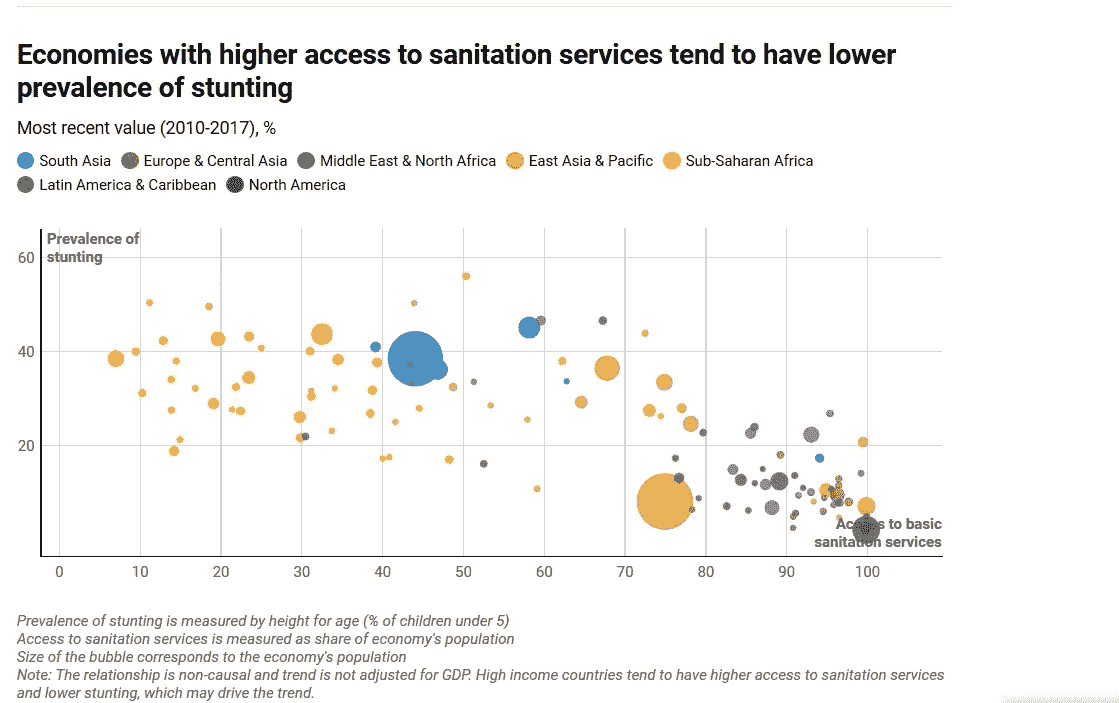 Economies with higher access to sanitation services tend to have lower
prevalence of stunting
Most recent value (2010-2017), %
South Asia Europe & Central Asia Middle East & North Africa East Asia & Pacific Sub-Saharan Africa
Latin America & Caribbean North America
Prevalence of
stunting
60
40
20
Access to basic
sanitation services
0 10 20 30 40 50 60 70 80 90 100
Prevalence of stunting is measured by height for age (% of children under 5)
Access to sanitation services is measured as share of economy's population
Size of the bubble corresponds to the economy's population
Note: The relationship is non-causal and trend is not adjusted for GDP. High income countries tend to have higher access to sanitation services
and lower stunting, which may drive the trend.